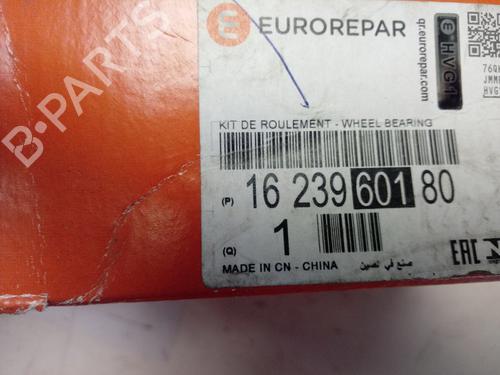 EUROREPAR
qr.eurorepar.com
HVG1
KIT DE ROULEMENT - WHEEL BEARING
(P) 16 239 601 80
(Q) 1
MADE IN CN - CHINA صنع في الصين
EAC
B-PARTS